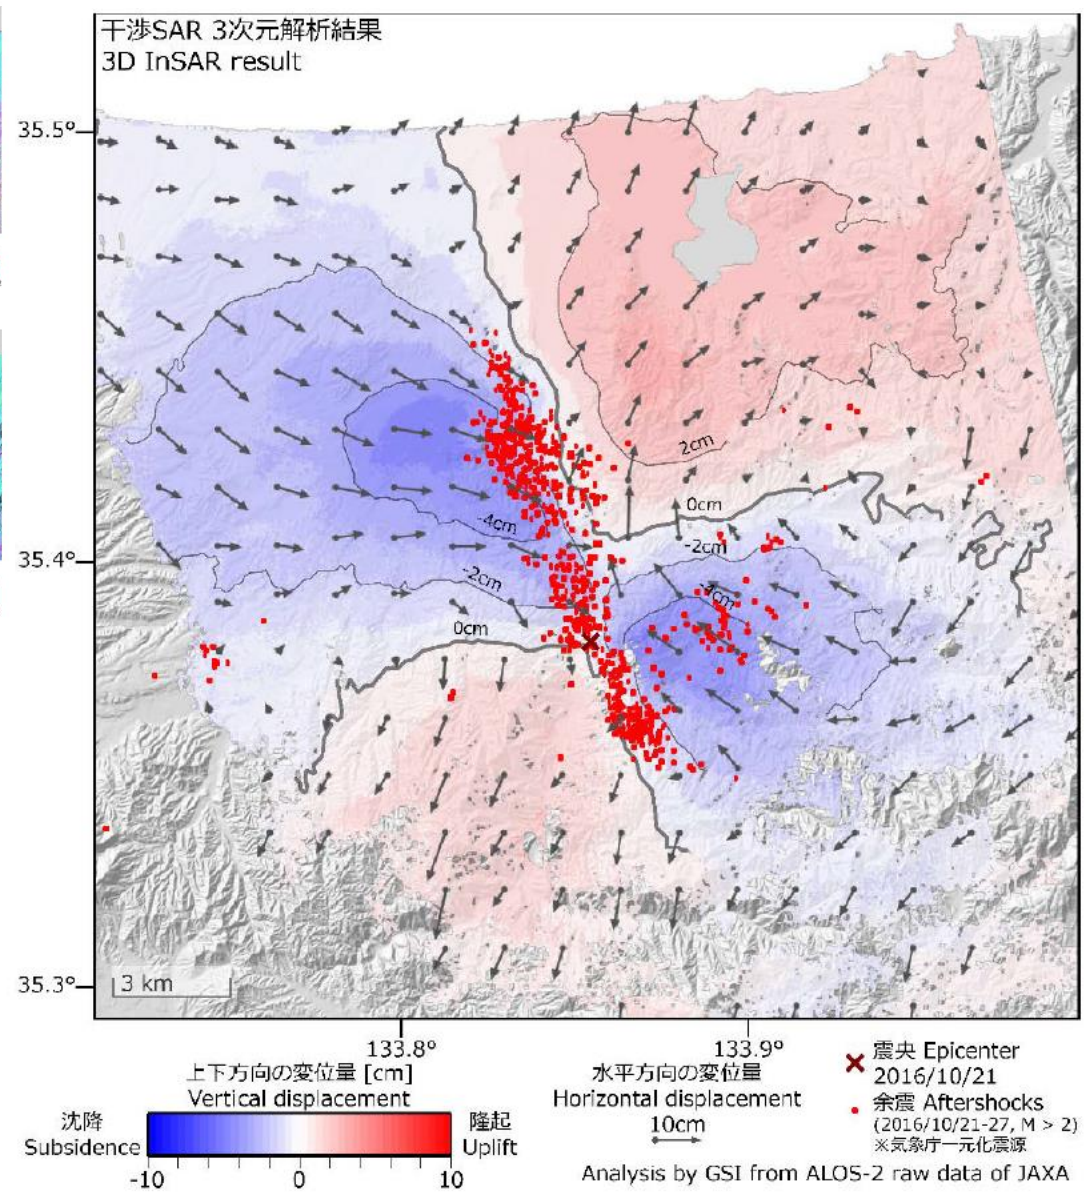 干渉SAR 3次元解析結果
3D InSAR result
35.5°
2cm
0cm
-4cm
-2cm
35.4°
-2cm
-4cm
0cm
35.3°
3 km
133.8°
133.9°
上下方向の変位量 [cm]
Vertical displacement
沈降
Subsidence
隆起
Uplift
-10
0
10
水平方向の変位量
Horizontal displacement
10cm
震央 Epicenter
2016/10/21
余震 Aftershocks
(2016/10/21-27, M > 2)
※気象庁一元化震源
Analysis by GSI from ALOS-2 raw data of JAXA